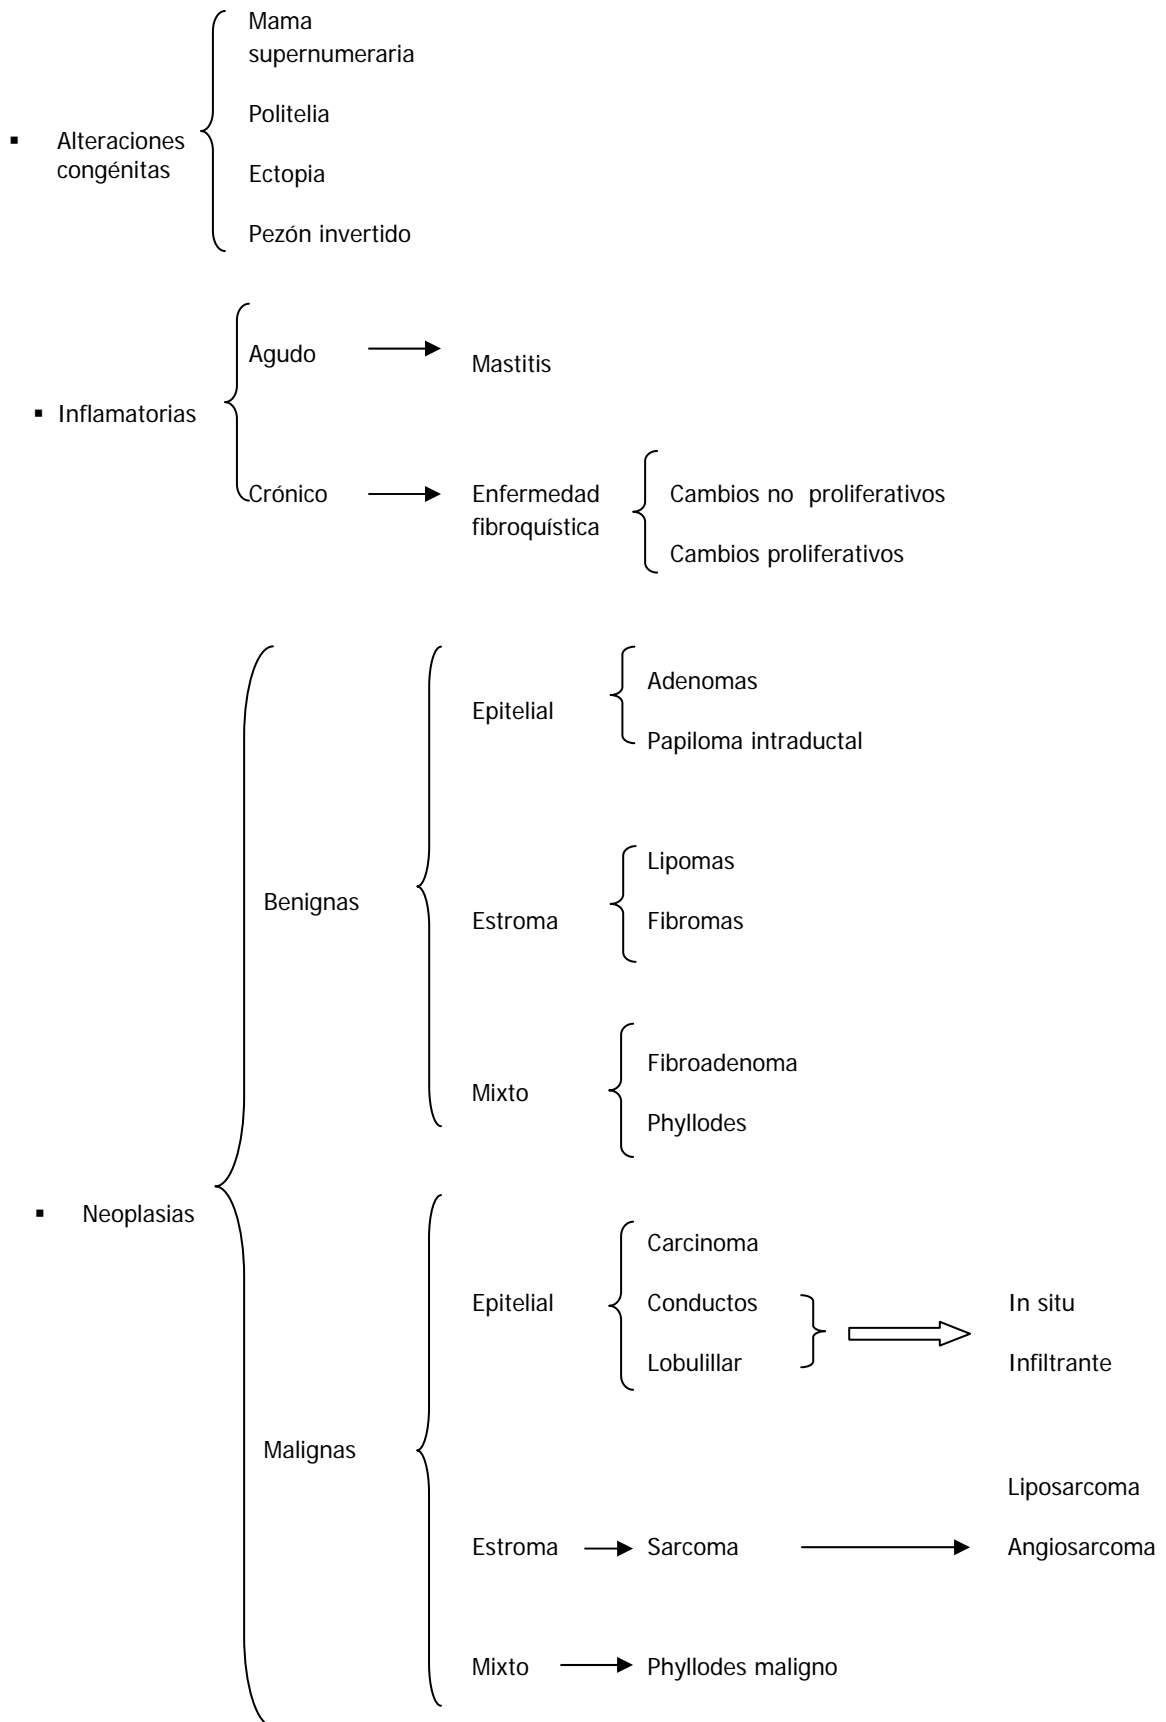 Mama
supernumeraria
Politelia
▪ Alteraciones
congénitas
Ectopia
Pezón invertido
Agudo
Mastitis
▪ Inflamatorias
Crónico
Enfermedad
fibroquística
Cambios no proliferativos
Cambios proliferativos
Epitelial
Adenomas
Papiloma intraductal
Benignas
Estroma
Lipomas
Fibromas
Mixto
Fibroadenoma
Phyllodes
▪ Neoplasias
Epitelial
Carcinoma
Conductos
Lobulillar
In situ
Infiltrante
Malignas
Estroma
Sarcoma
Liposarcoma
Angiosarcoma
Mixto
Phyllodes maligno